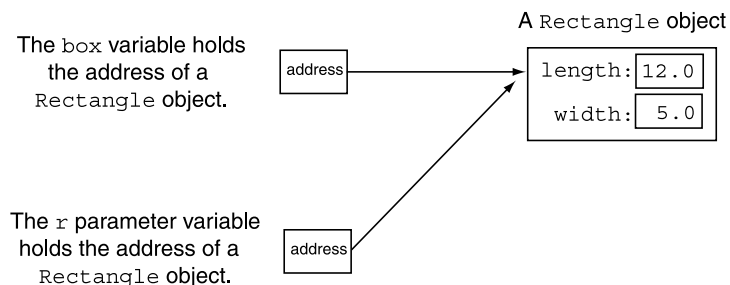 A Rectangle object
The box variable holds
the address of a
Rectangle object.
address
length: 12.0
width: 5.0
The r parameter variable
holds the address of a
Rectangle object.
address